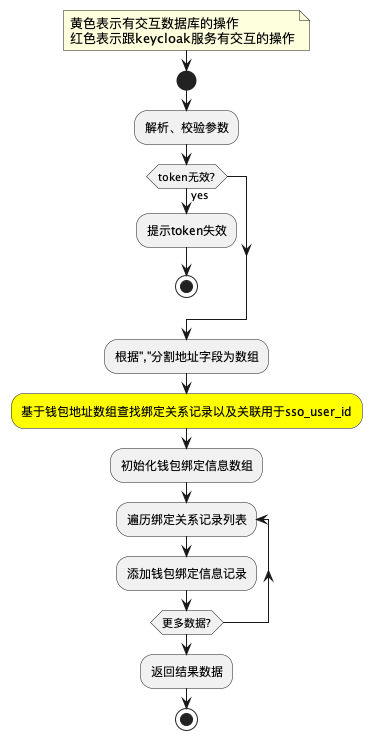 黄色表示有交互数据库的操作
红色表示跟keycloak服务有交互的操作
解析、校验参数
token无效?
yes
提示token失效
根据","分割地址字段为数组
基于钱包地址数组查找绑定关系记录以及关联用于sso_user_id
初始化钱包绑定信息数组
遍历绑定关系记录列表
添加钱包绑定信息记录
更多数据?
返回结果数据